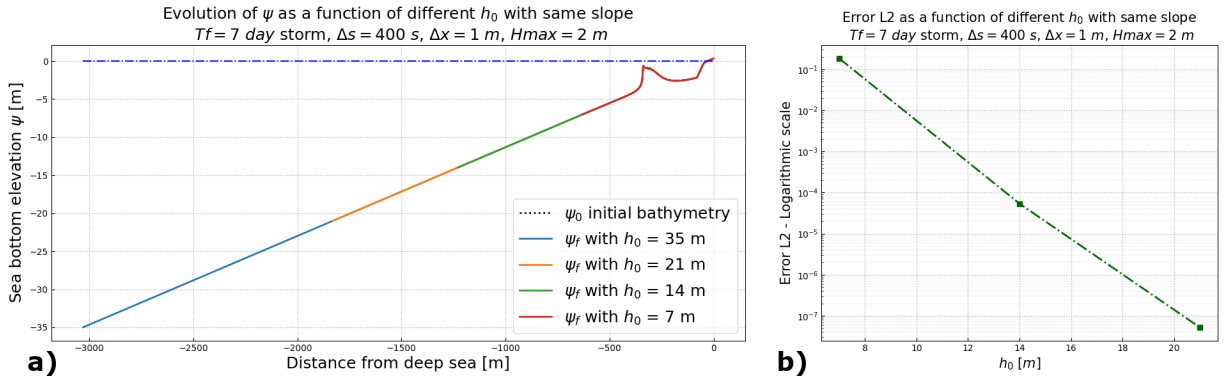 Evolution of ψ as a function of different h₀ with same slope
Tf = 7 day storm, Δs = 400 s, Δx = 1 m, Hmax = 2 m
Sea bottom elevation ψ [m]
0
−5
−10
−15
−20
−25
−30
−35
ψ₀ initial bathymetry
ψf with h₀ = 35 m
ψf with h₀ = 21 m
ψf with h₀ = 14 m
ψf with h₀ = 7 m
−3000
−2500
−2000
−1500
−1000
−500
0
Distance from deep sea [m]
a)
Error L2 as a function of different h₀ with same slope
Tf = 7 day storm, Δs = 400 s, Δx = 1 m, Hmax = 2 m
Error L2 - Logarithmic scale
10⁻¹
10⁻²
10⁻³
10⁻⁴
10⁻⁵
10⁻⁶
10⁻⁷
8
10
12
14
16
18
20
h₀ [m]
b)